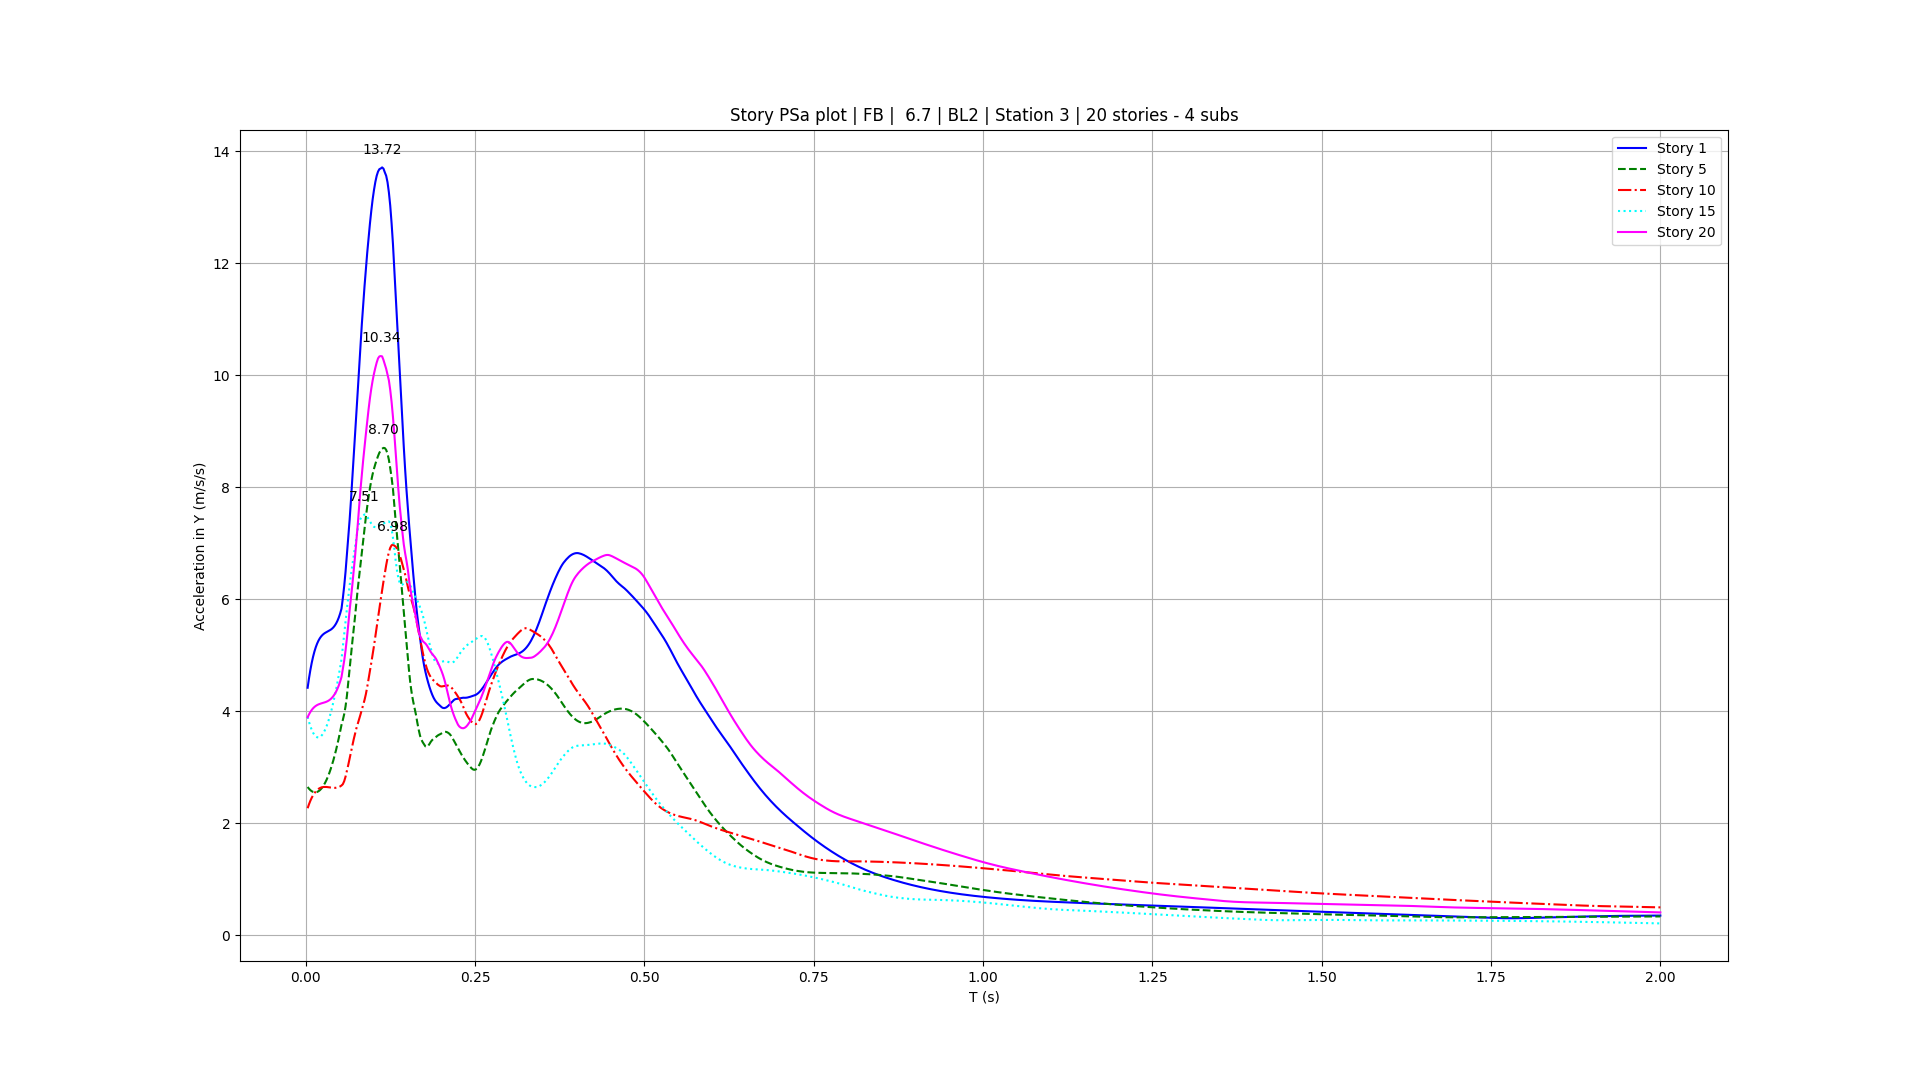 Story PSa plot | FB |  6.7 | BL2 | Station 3 | 20 stories - 4 subs
14
12
10
8
6
4
2
0
Acceleration in Y (m/s/s)
13.72
10.34
8.70
7.51
6.98
Story 1
Story 5
Story 10
Story 15
Story 20
0.00 0.25 0.50 0.75 1.00 1.25 1.50 1.75 2.00
T (s)